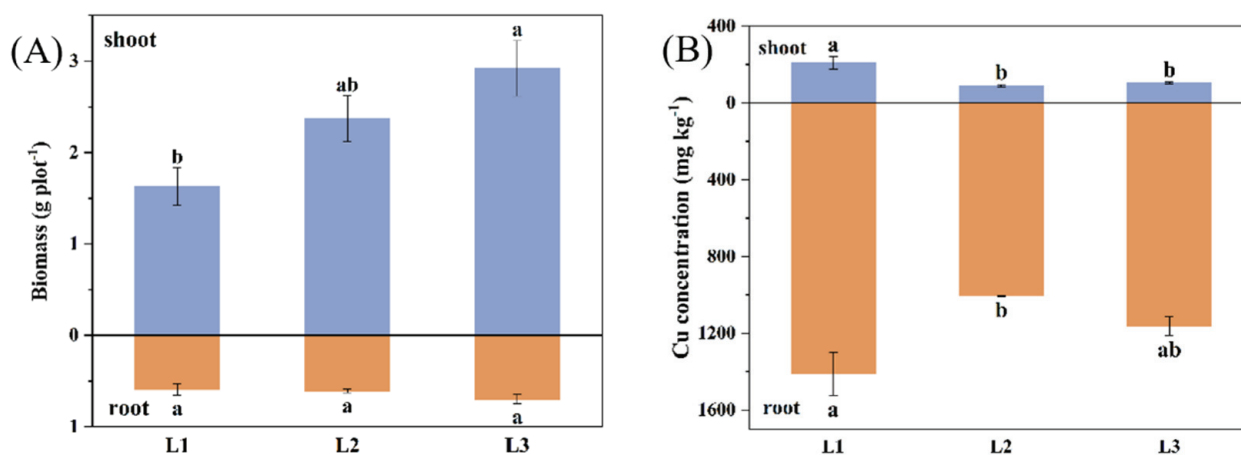 (A)
shoot
Biomass (g plot⁻¹)
3
2
1
0
1
b
ab
a
a
a
a
root
L1
L2
L3
(B)
shoot
Cu concentration (mg kg⁻¹)
400
0
400
800
1200
1600
a
b
b
a
b
ab
root
L1
L2
L3